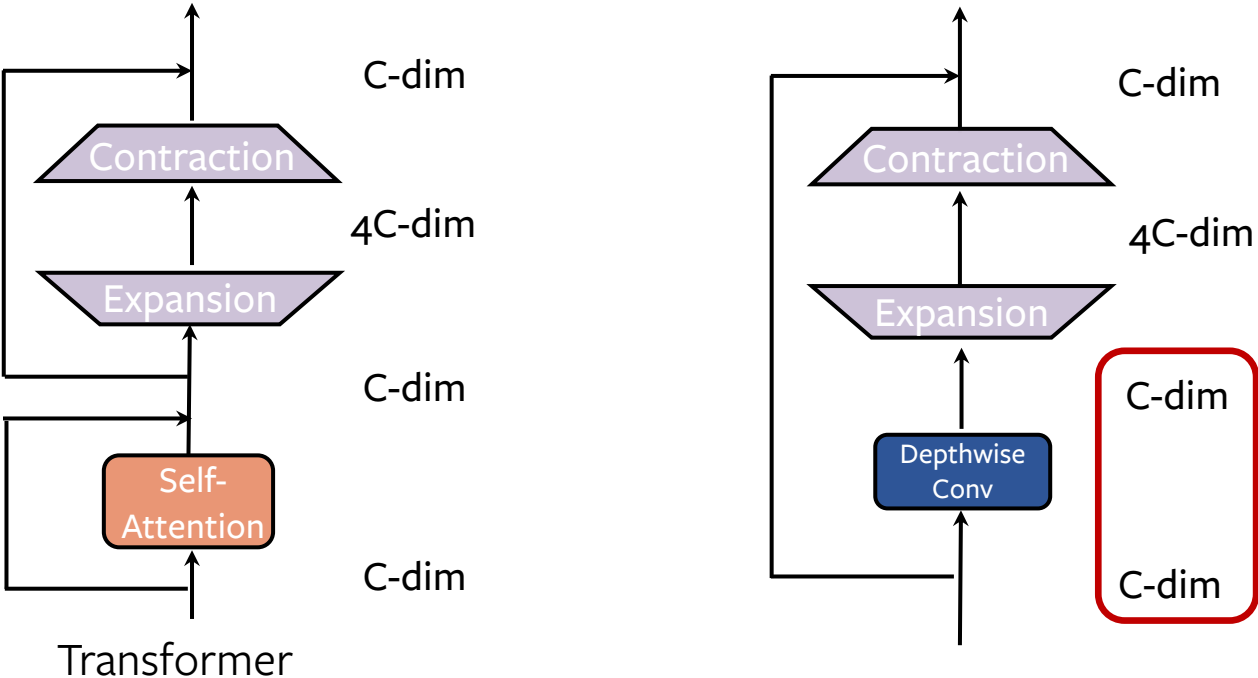 C-dim
Contraction
4C-dim
Expansion
C-dim
Self-
Attention
C-dim
Transformer
C-dim
Contraction
4C-dim
Expansion
C-dim
Depthwise
Conv
C-dim